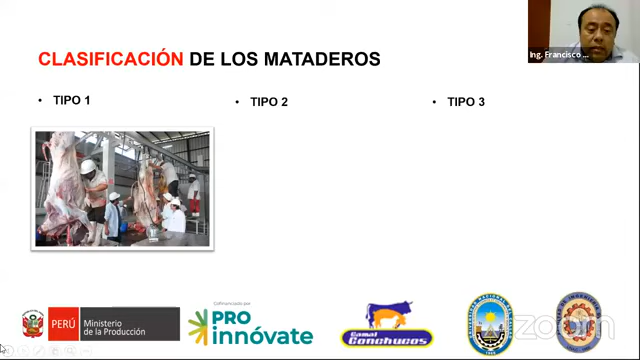 CLASIFICACIÓN DE LOS MATADEROS
Ing. Francisco ...
• TIPO 1
• TIPO 2
• TIPO 3
PERÚ
Ministerio
de la Producción
Cofinanciado por
PRO
innóvate
Camal
Conchucos
zoom